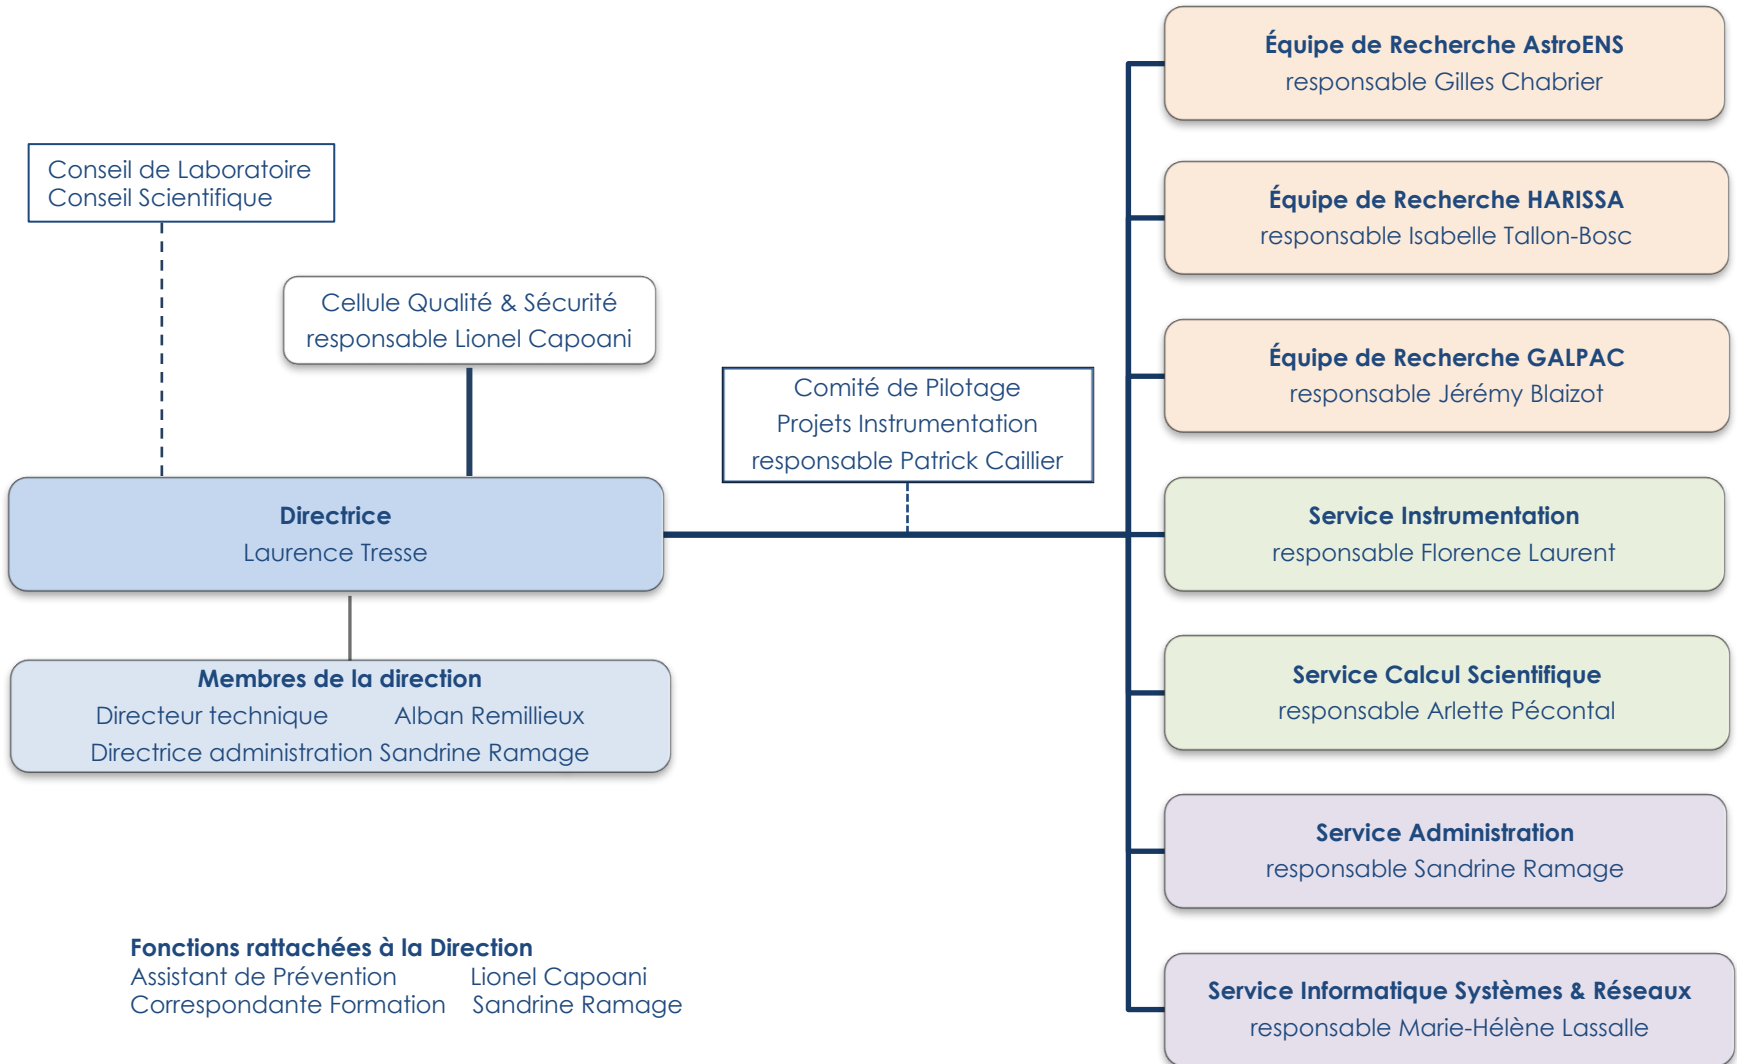 Conseil de Laboratoire
Conseil Scientifique
Cellule Qualité & Sécurité
responsable Lionel Capoani
Comité de Pilotage
Projets Instrumentation
responsable Patrick Caillier
Directrice
Laurence Tresse
Membres de la direction
Directeur technique Alban Remillieux
Directrice administration Sandrine Ramage
Fonctions rattachées à la Direction
Assistant de Prévention Lionel Capoani
Correspondante Formation Sandrine Ramage
Équipe de Recherche AstroENS
responsable Gilles Chabrier
Équipe de Recherche HARISSA
responsable Isabelle Tallon-Bosc
Équipe de Recherche GALPAC
responsable Jérémy Blaizot
Service Instrumentation
responsable Florence Laurent
Service Calcul Scientifique
responsable Arlette Pécontal
Service Administration
responsable Sandrine Ramage
Service Informatique Systèmes & Réseaux
responsable Marie-Hélène Lassalle